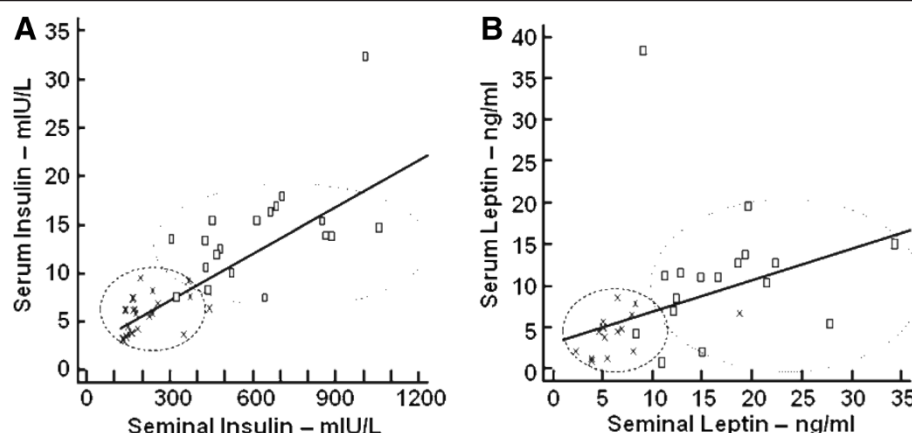 A
Serum Insulin – mIU/L
35
30
25
20
15
10
5
0
0 300 600 900 1200
Seminal Insulin – mIU/L
B
Serum Leptin – ng/ml
40
35
30
25
20
15
10
5
0
0 5 10 15 20 25 30 35
Seminal Leptin – ng/ml